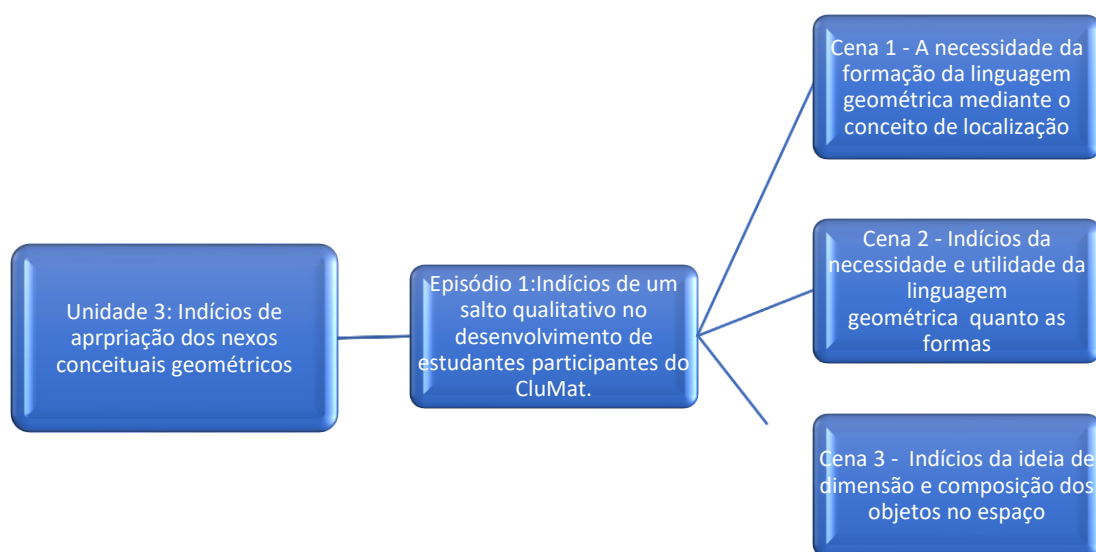 Unidade 3: Indícios de
aprpriação dos nexos
conceituais geométricos
Episódio 1:Indícios de um
salto qualitativo no
desenvolvimento de
estudantes participantes do
CluMat.
Cena 1 - A necessidade da
formação da linguagem
geométrica mediante o
conceito de localização
Cena 2 - Indícios da
necessidade e utilidade da
linguagem
geométrica quanto as
formas
Cena 3 - Indícios da ideia de
dimensão e composição dos
objetos no espaço